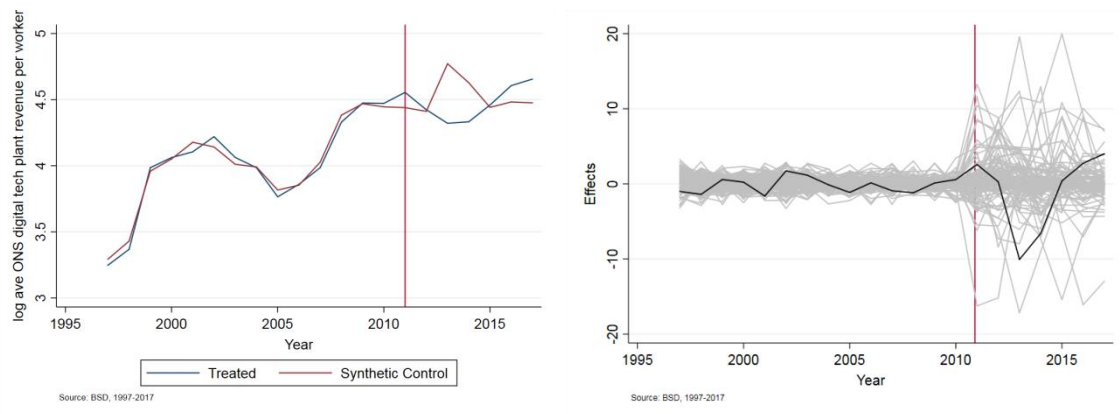 log ave ONS digital tech plant revenue per worker
5
4.5
4
3.5
3
1995 2000 2005 2010 2015
Year
Treated Synthetic Control
Source: BSD, 1997-2017
Effects
20
10
0
-10
-20
1995 2000 2005 2010 2015
Year
Source: BSD, 1997-2017